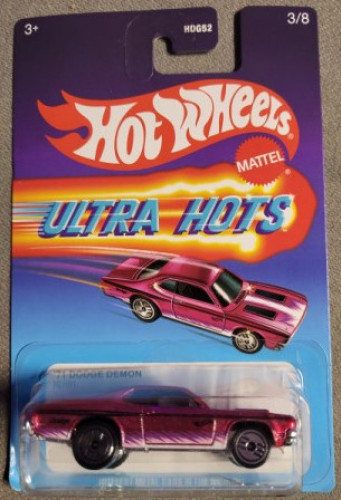 3+
HDG52
3/8
Hot Wheels
MATTEL
ULTRA HOTS
'71 DODGE DEMON